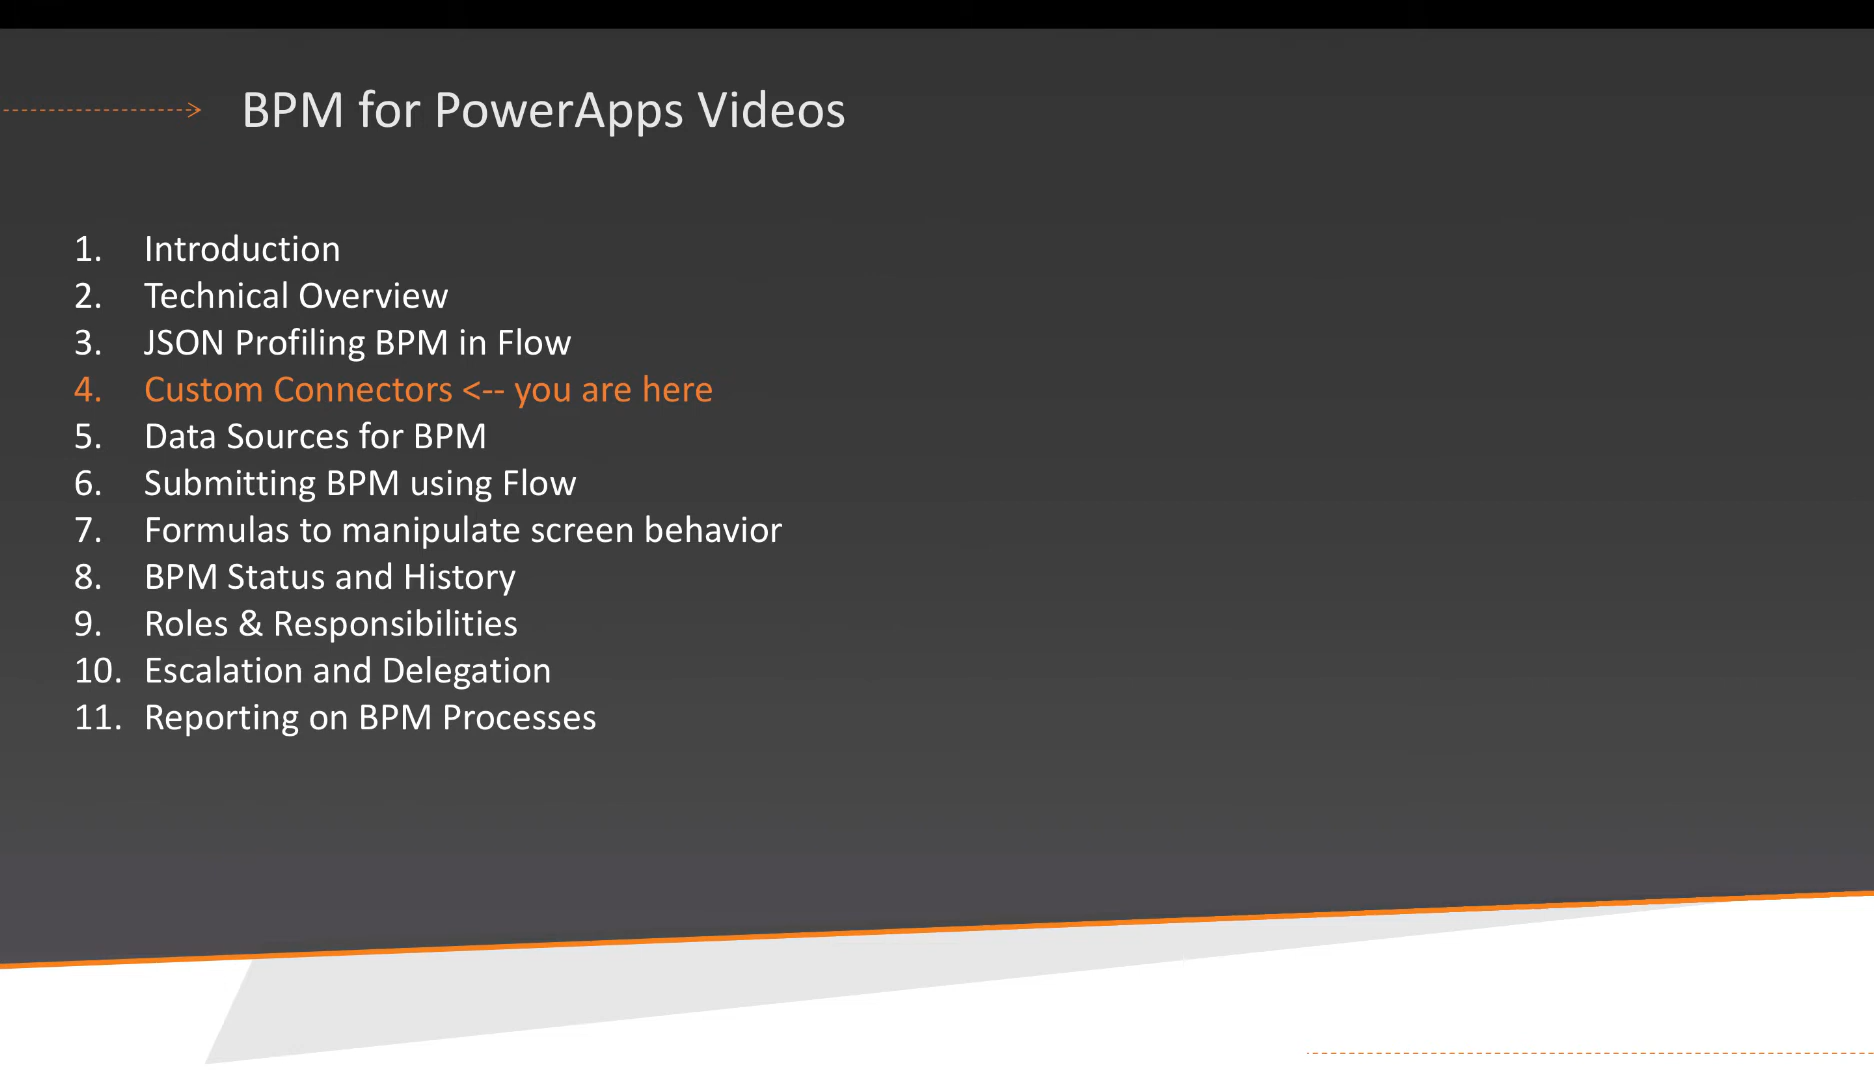 BPM for PowerApps Videos
1. Introduction
2. Technical Overview
3. JSON Profiling BPM in Flow
4. Custom Connectors <-- you are here
5. Data Sources for BPM
6. Submitting BPM using Flow
7. Formulas to manipulate screen behavior
8. BPM Status and History
9. Roles & Responsibilities
10. Escalation and Delegation
11. Reporting on BPM Processes